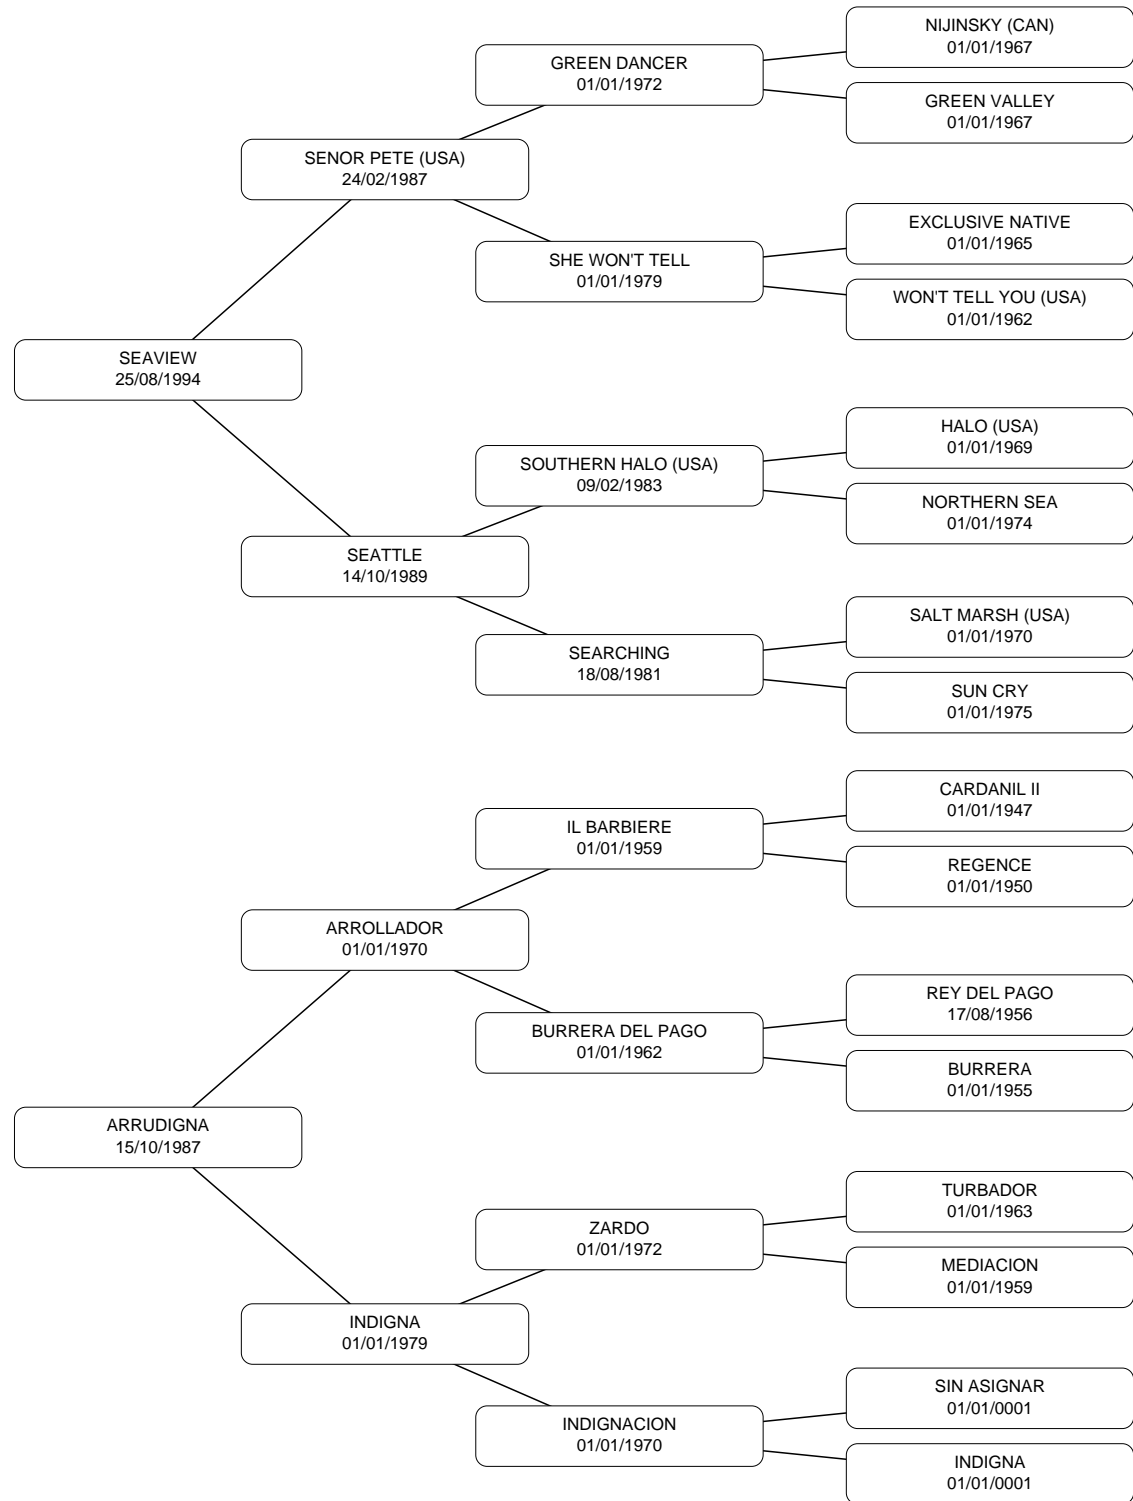 NIJINSKY (CAN)
01/01/1967
GREEN DANCER
01/01/1972
GREEN VALLEY
01/01/1967
SENOR PETE (USA)
24/02/1987
EXCLUSIVE NATIVE
01/01/1965
SHE WON'T TELL
01/01/1979
WON'T TELL YOU (USA)
01/01/1962
SEAVIEW
25/08/1994
HALO (USA)
01/01/1969
SOUTHERN HALO (USA)
09/02/1983
NORTHERN SEA
01/01/1974
SEATTLE
14/10/1989
SALT MARSH (USA)
01/01/1970
SEARCHING
18/08/1981
SUN CRY
01/01/1975
CARDANIL II
01/01/1947
IL BARBIERE
01/01/1959
REGENCE
01/01/1950
ARROLLADOR
01/01/1970
REY DEL PAGO
17/08/1956
BURRERA DEL PAGO
01/01/1962
BURRERA
01/01/1955
ARRUDIGNA
15/10/1987
TURBADOR
01/01/1963
ZARDO
01/01/1972
MEDIACION
01/01/1959
INDIGNA
01/01/1979
SIN ASIGNAR
01/01/0001
INDIGNACION
01/01/1970
INDIGNA
01/01/0001